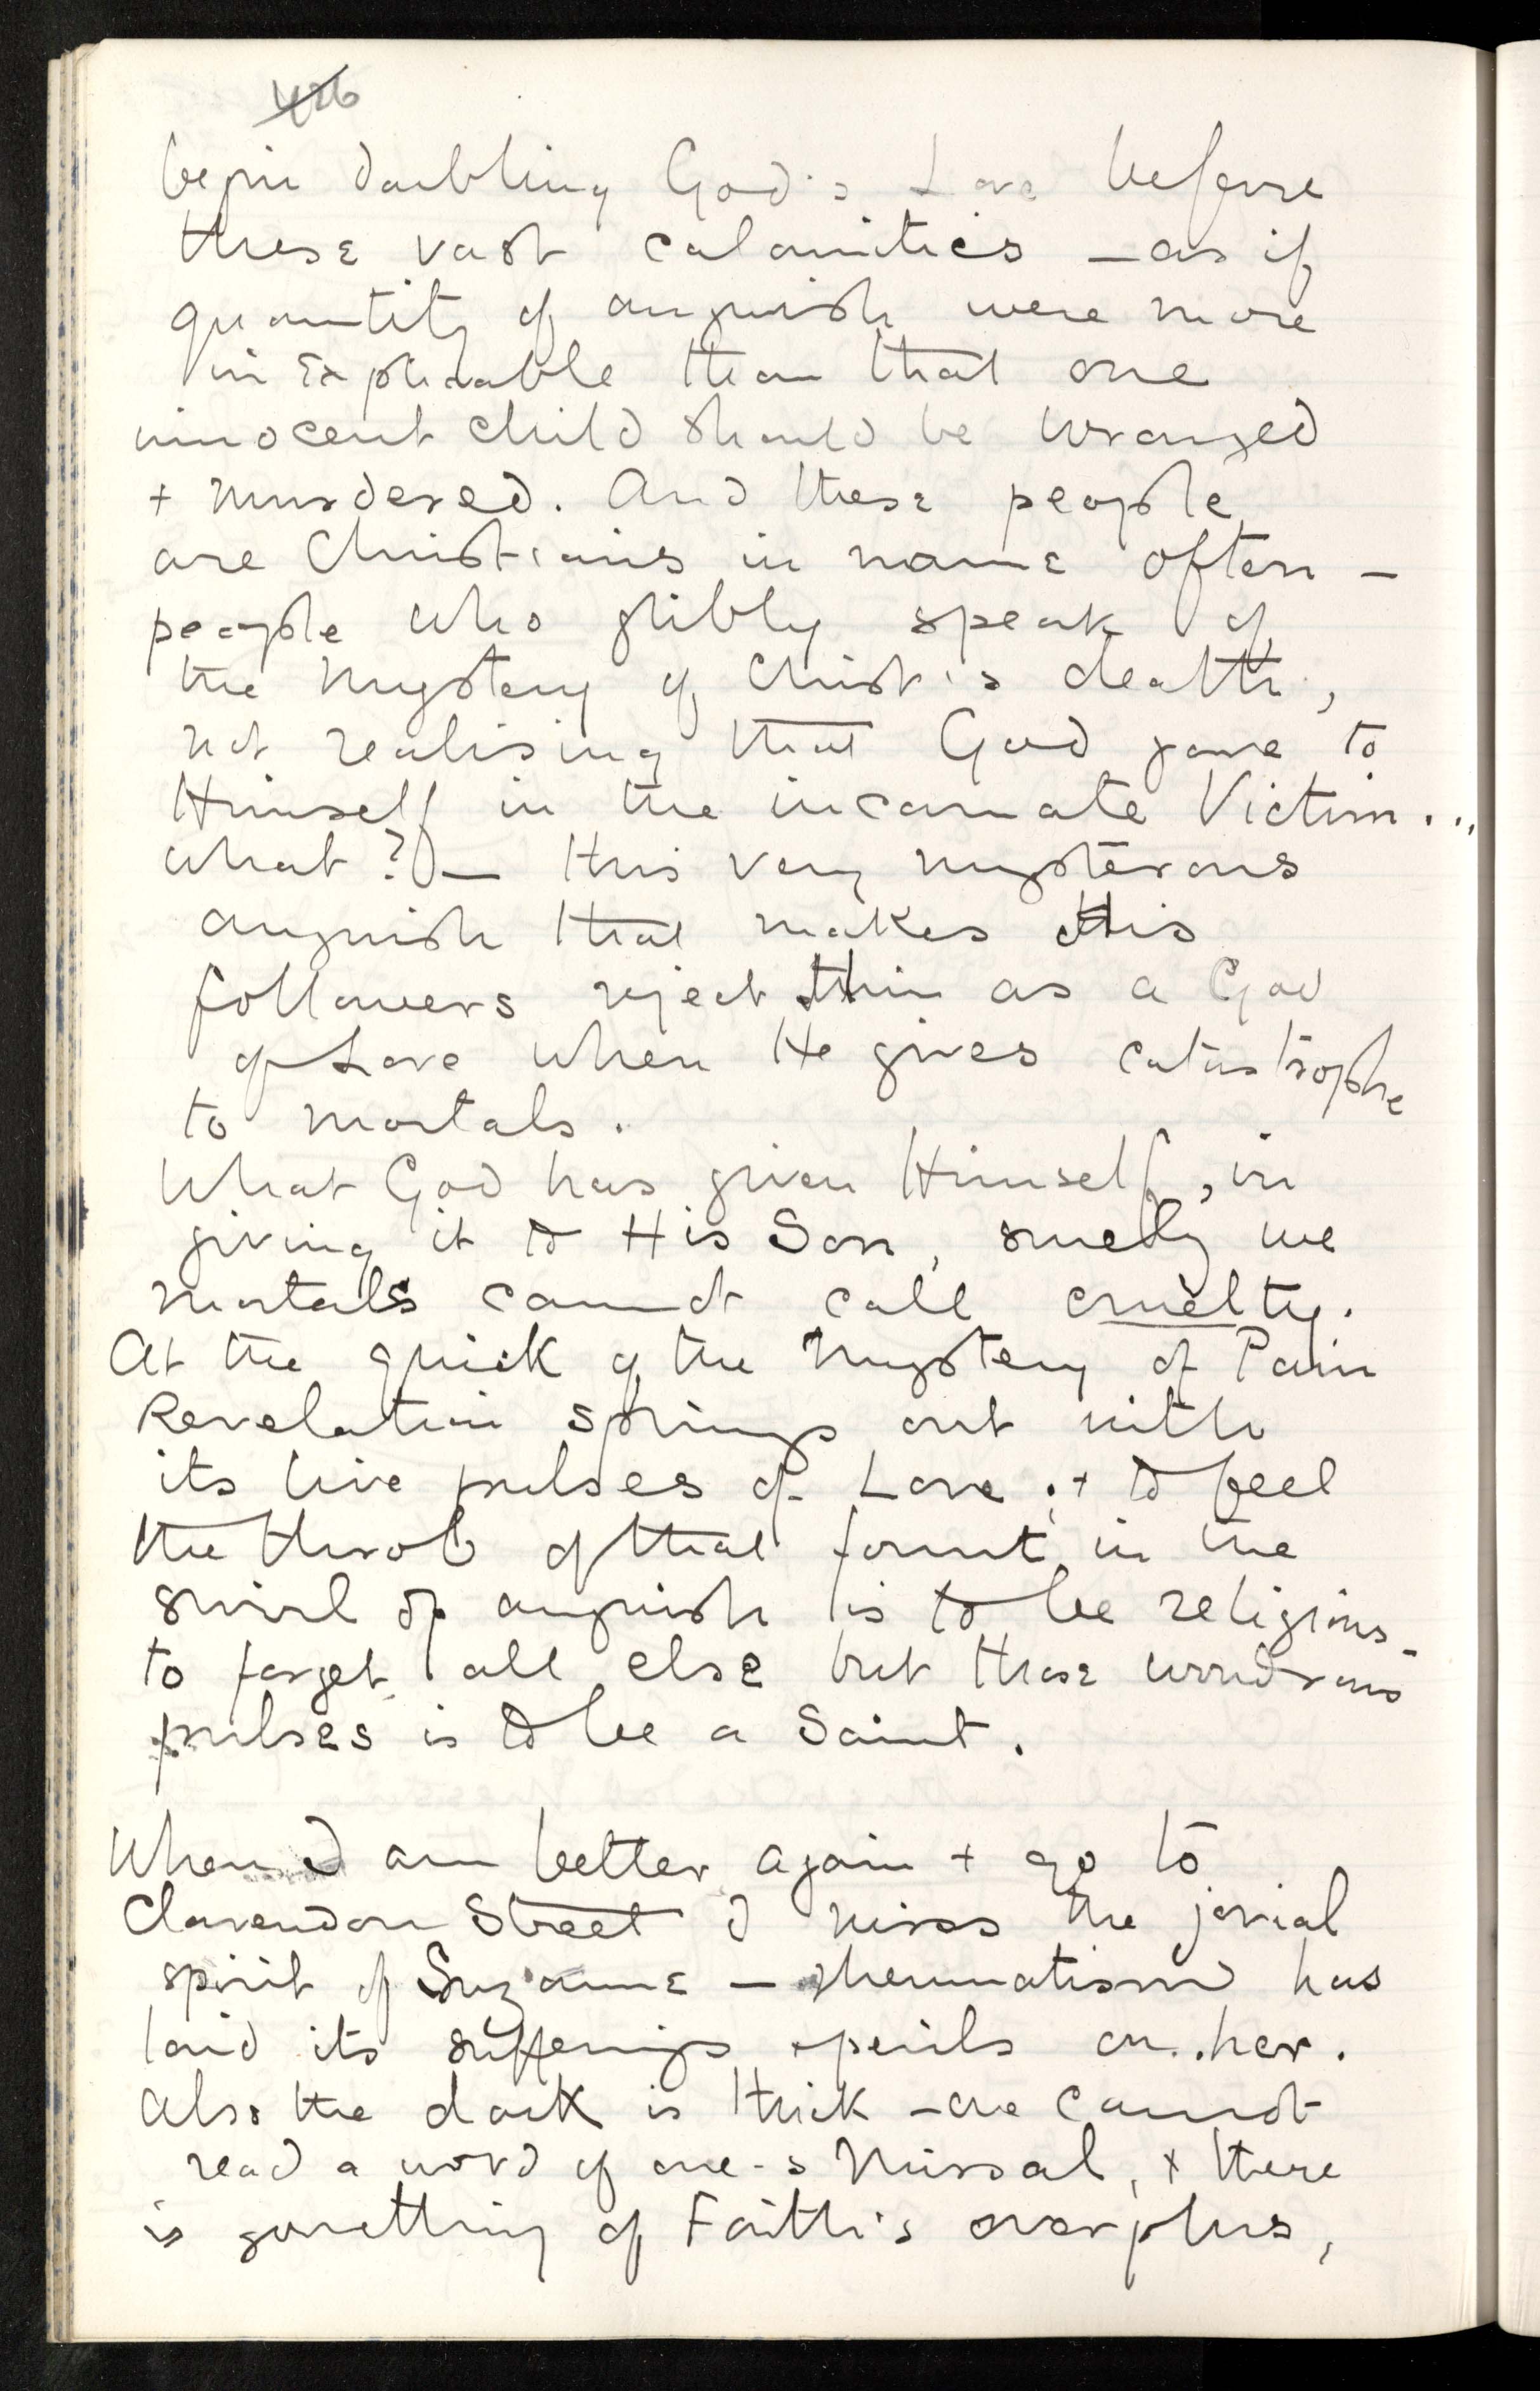 begin doubting God's Love before
these vast calamities – as if
quantity of anguish were more
inexplicable than that one
innocent child should be wronged
+ murdered. And these people
are Christians in name often –
people who glibly speak of
the Mystery of Christ's death,
not realising that God gave to
Himself in the incarnate Victim...
what? – this very mysterous
anguish that makes His
followers reject Him as a God
of Love when He gives catastrophe
to mortals.
What God has given Himself, in
giving it to His Son, surely we
mortals cannot call cruelty.
At the quick of the Mystery of Pain
Revelation springs out with
its live pulses of Love; + to feel
the throb of that fount in the
swirl of anguish is to be religious –
to forget all else but those wondrous
pulses is to be a Saint.
When I am better again + go to
Clarendon Street I miss the jovial
spirit of Suzanne – rheumatism has
laid its sufferings + perils on her.
Also the dark is thick – one cannot
read a word of one's Missal, + there
is something of Faith's overplus,